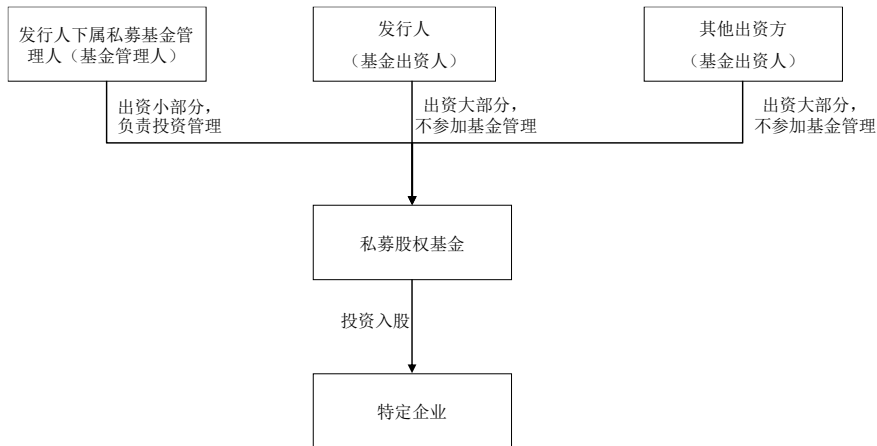 发行人下属私募基金管
理人（基金管理人）
发行人
（基金出资人）
其他出资方
（基金出资人）
出资小部分，
负责投资管理
出资大部分，
不参加基金管理
出资大部分，
不参加基金管理
私募股权基金
投资入股
特定企业